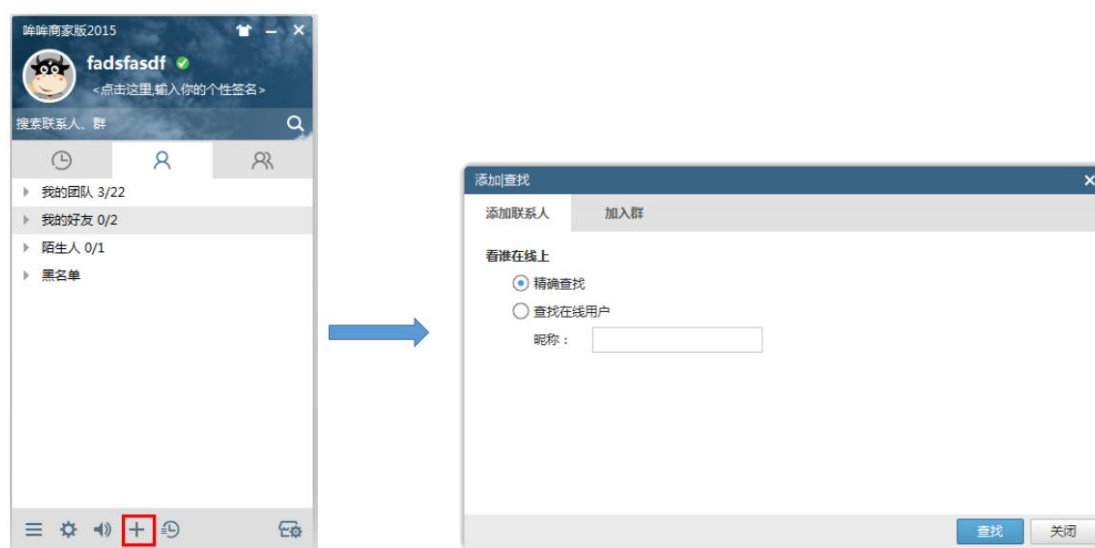 哞哞商家版2015
fadsfasdf
<点击这里,输入你的个性签名>
搜索联系人、群
我的团队 3/22
我的好友 0/2
陌生人 0/1
黑名单
添加|查找
添加联系人 加入群
看谁在线上
精确查找
查找在线用户
昵称：
查找 关闭